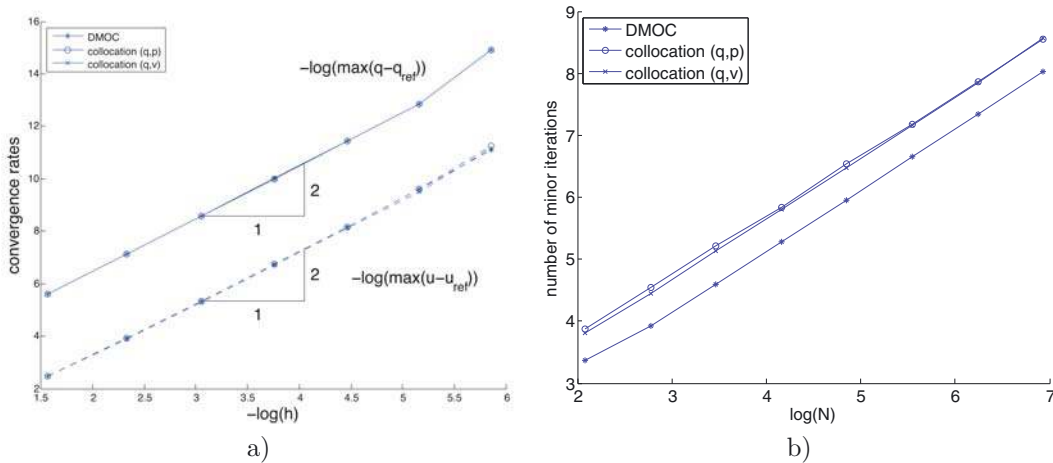 16
14
12
10
8
6
4
2
convergence rates
DMOC
collocation (q,p)
collocation (q,v)
−log(max(q−q_ref))
2
1
2
1
−log(max(u−u_ref))
1.5 2 2.5 3 3.5 4 4.5 5 5.5 6
−log(h)
a)
9
8
7
6
5
4
3
number of minor iterations
DMOC
collocation (q,p)
collocation (q,v)
2 3 4 5 6 7
log(N)
b)